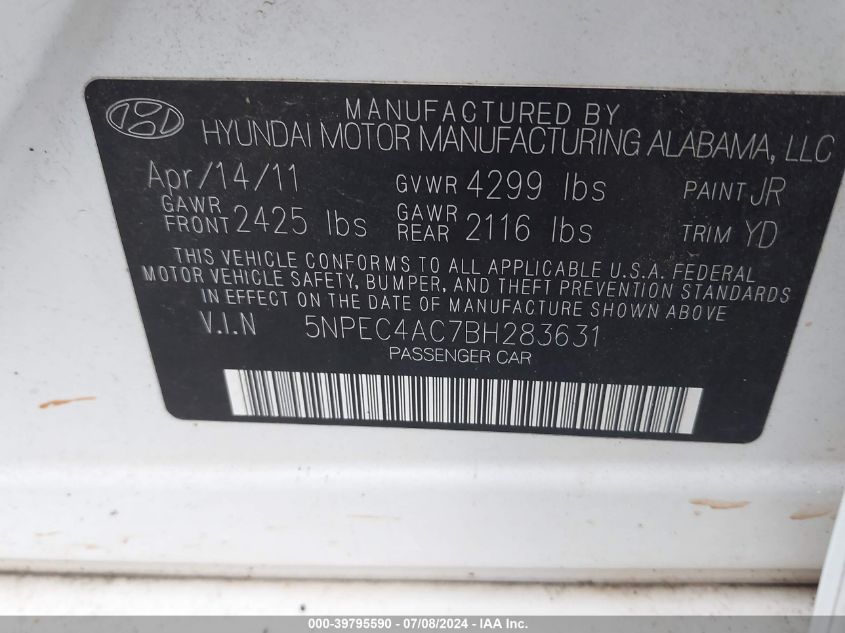 MANUFACTURED BY
HYUNDAI MOTOR MANUFACTURING ALABAMA, LLC
Apr/14/11 GVWR 4299 lbs PAINT JR
GAWR FRONT 2425 lbs GAWR REAR 2116 lbs TRIM YD
THIS VEHICLE CONFORMS TO ALL APPLICABLE U.S.A. FEDERAL
MOTOR VEHICLE SAFETY, BUMPER, AND THEFT PREVENTION STANDARDS
IN EFFECT ON THE DATE OF MANUFACTURE SHOWN ABOVE
V.I.N 5NPEC4AC7BH283631
PASSENGER CAR
000-39795590 - 07/08/2024 - IAA Inc.